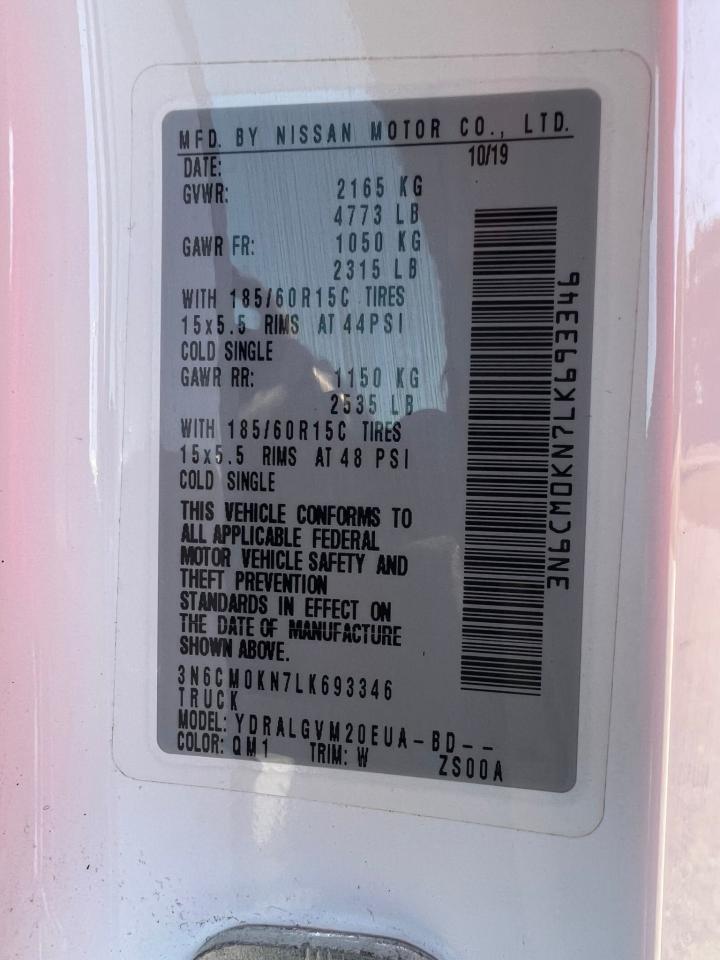 MFD. BY NISSAN MOTOR CO., LTD.
DATE: 10/19
GVWR: 2165 KG
4773 LB
GAWR FR: 1050 KG
2315 LB
WITH 185/60R15C TIRES
15x5.5 RIMS AT 44PSI
COLD SINGLE
GAWR RR: 1150 KG
2535 LB
WITH 185/60R15C TIRES
15x5.5 RIMS AT 48 PSI
COLD SINGLE
THIS VEHICLE CONFORMS TO
ALL APPLICABLE FEDERAL
MOTOR VEHICLE SAFETY AND
THEFT PREVENTION
STANDARDS IN EFFECT ON
THE DATE OF MANUFACTURE
SHOWN ABOVE.
3N6CM0KN7LK693346
TRUCK
MODEL: YDRALGVM20EUA-BD--
COLOR: QM1 TRIM: W ZS00A
3N6CM0KN7LK693346